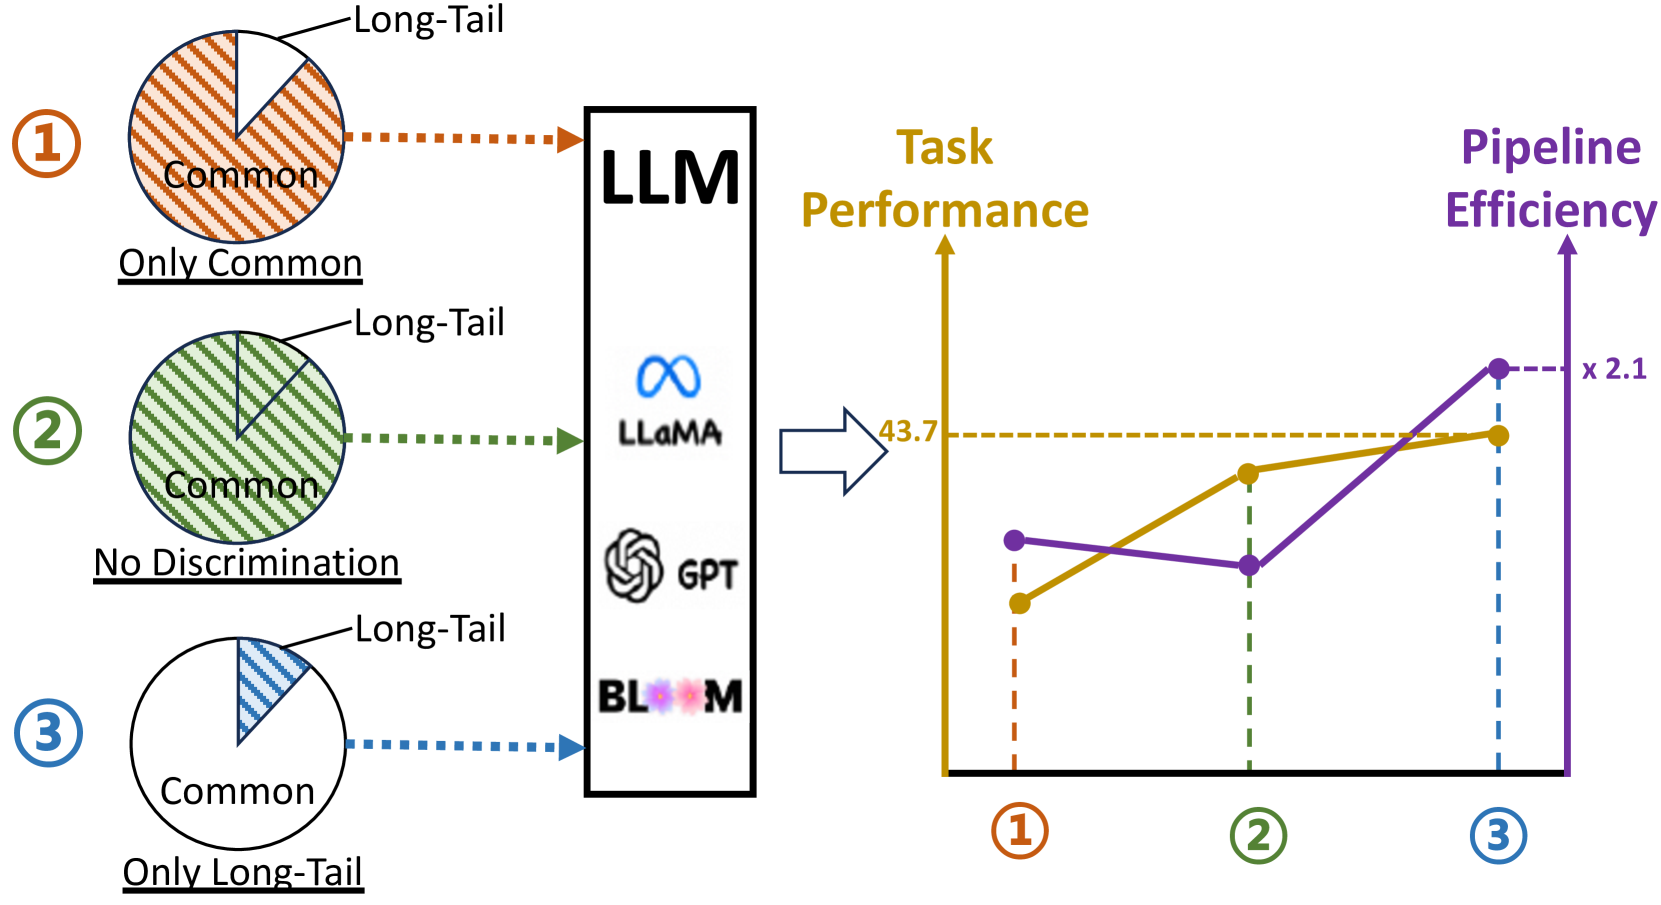 Long-Tail
①
Common
Only Common
Long-Tail
②
Common
No Discrimination
Long-Tail
③
Common
Only Long-Tail
LLM
LLaMA
GPT
BLOOM
Task
Performance
Pipeline
Efficiency
x 2.1
43.7
①
②
③